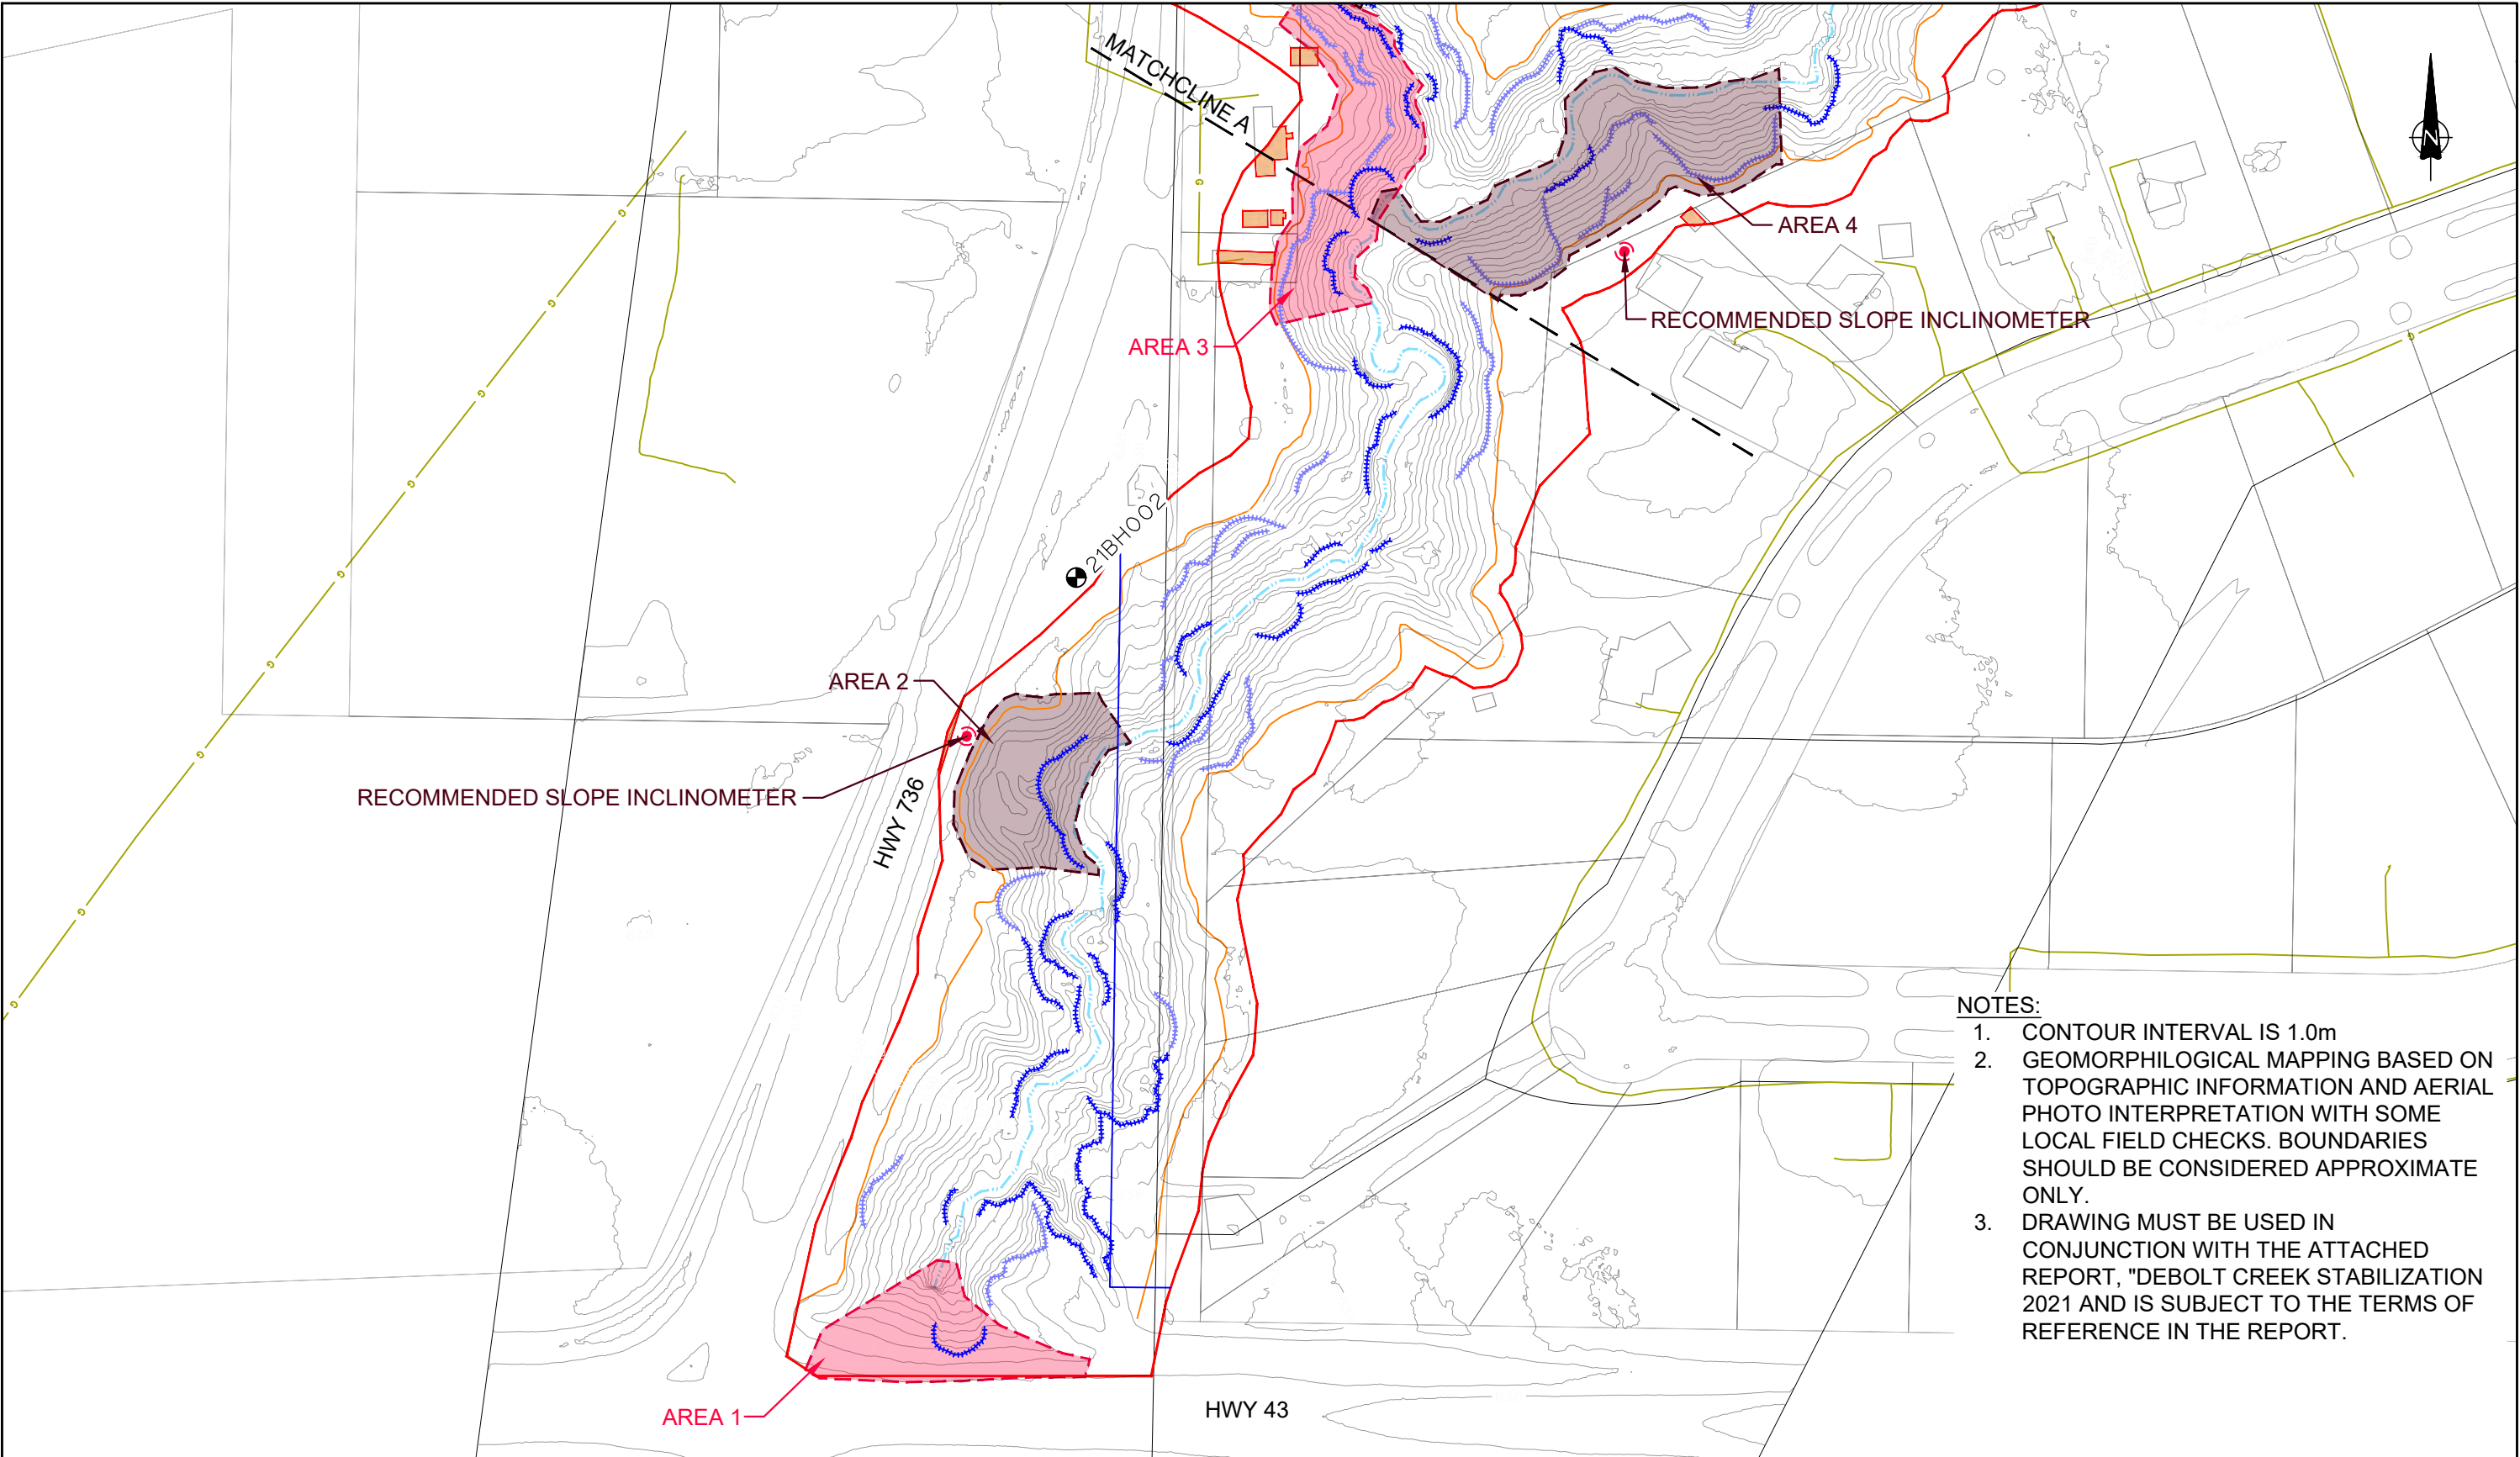 MATCHCLINE A
N
AREA 4
RECOMMENDED SLOPE INCLINOMETER
AREA 3
21BH002
AREA 2
RECOMMENDED SLOPE INCLINOMETER
HWY 736
G
G
G
G
G
G
G
G
G
G
G
G
NOTES:
1. CONTOUR INTERVAL IS 1.0m
2. GEOMORPHILOGICAL MAPPING BASED ON
TOPOGRAPHIC INFORMATION AND AERIAL
PHOTO INTERPRETATION WITH SOME
LOCAL FIELD CHECKS. BOUNDARIES
SHOULD BE CONSIDERED APPROXIMATE
ONLY.
3. DRAWING MUST BE USED IN
CONJUNCTION WITH THE ATTACHED
REPORT, "DEBOLT CREEK STABILIZATION
2021 AND IS SUBJECT TO THE TERMS OF
REFERENCE IN THE REPORT.
AREA 1
HWY 43